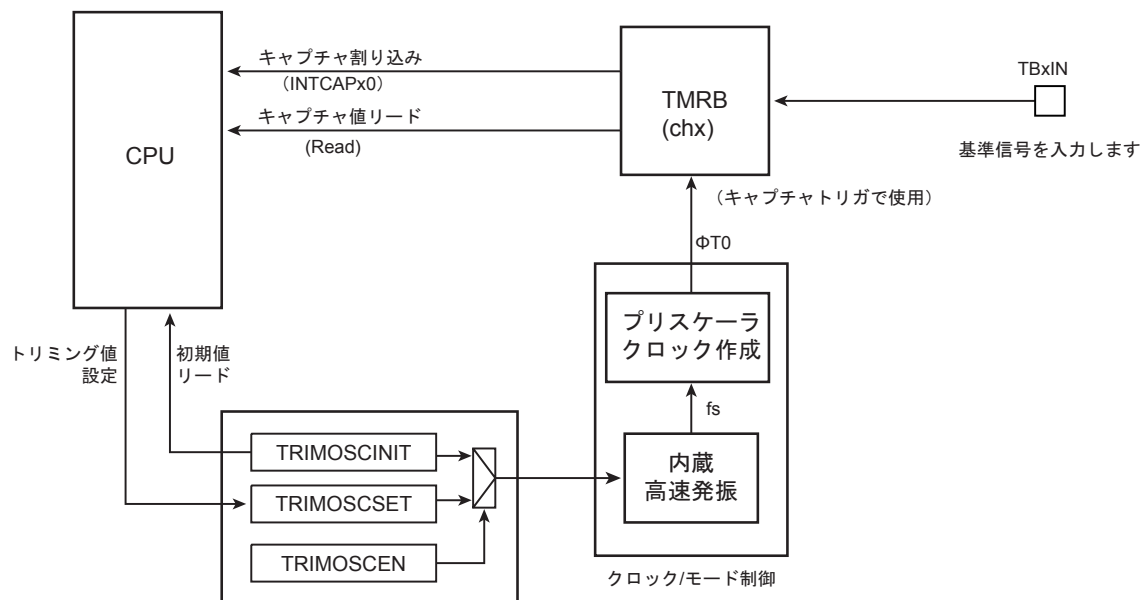 キャプチャ割り込み
(INTCAPx0)
キャプチャ値リード
(Read)
CPU
TMRB
(chx)
TBxIN
基準信号を入力します
(キャプチャトリガで使用)
ΦT0
プリスケーラ
クロック作成
fs
内蔵
高速発振
クロック/モード制御
トリミング値
設定
初期値
リード
TRIMOSCINIT
TRIMOSCSET
TRIMOSCEN